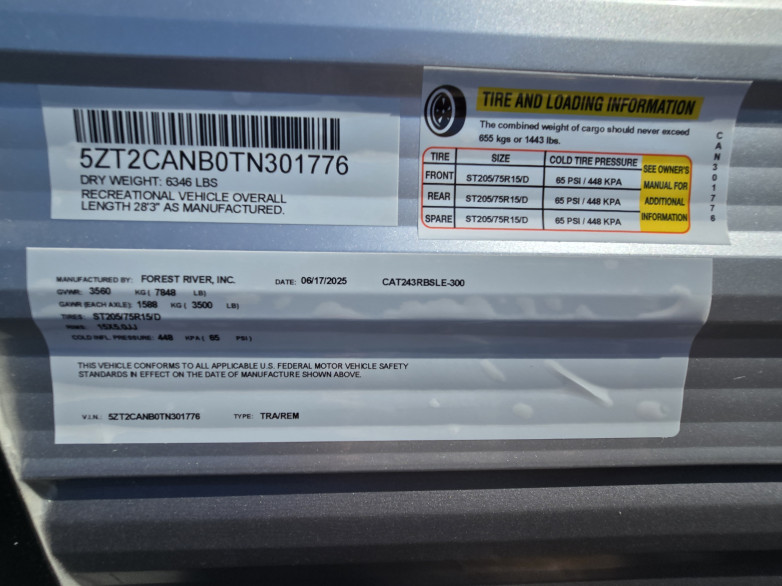 5ZT2CANB0TN301776
DRY WEIGHT: 6346 LBS
RECREATIONAL VEHICLE OVERALL
LENGTH 28'3" AS MANUFACTURED.
TIRE AND LOADING INFORMATION
The combined weight of cargo should never exceed
655 kgs or 1443 lbs.
TIRE SIZE COLD TIRE PRESSURE
FRONT ST205/75R15/D 65 PSI / 448 KPA
REAR ST205/75R15/D 65 PSI / 448 KPA
SPARE ST205/75R15/D 65 PSI / 448 KPA
SEE OWNER'S
MANUAL FOR
ADDITIONAL
INFORMATION
CAN301776
MANUFACTURED BY: FOREST RIVER, INC. DATE: 06/17/2025 CAT243RBSLE-300
GVWR: 3560 KG ( 7848 LB)
GAWR (EACH AXLE): 1588 KG ( 3500 LB)
TIRES: ST205/75R15/D
RIMS: 15X5.0JJ
COLD INFL. PRESSURE: 448 KPA ( 65 PSI )
THIS VEHICLE CONFORMS TO ALL APPLICABLE U.S. FEDERAL MOTOR VEHICLE SAFETY
STANDARDS IN EFFECT ON THE DATE OF MANUFACTURE SHOWN ABOVE.
V.I.N.: 5ZT2CANB0TN301776 TYPE: TRA/REM